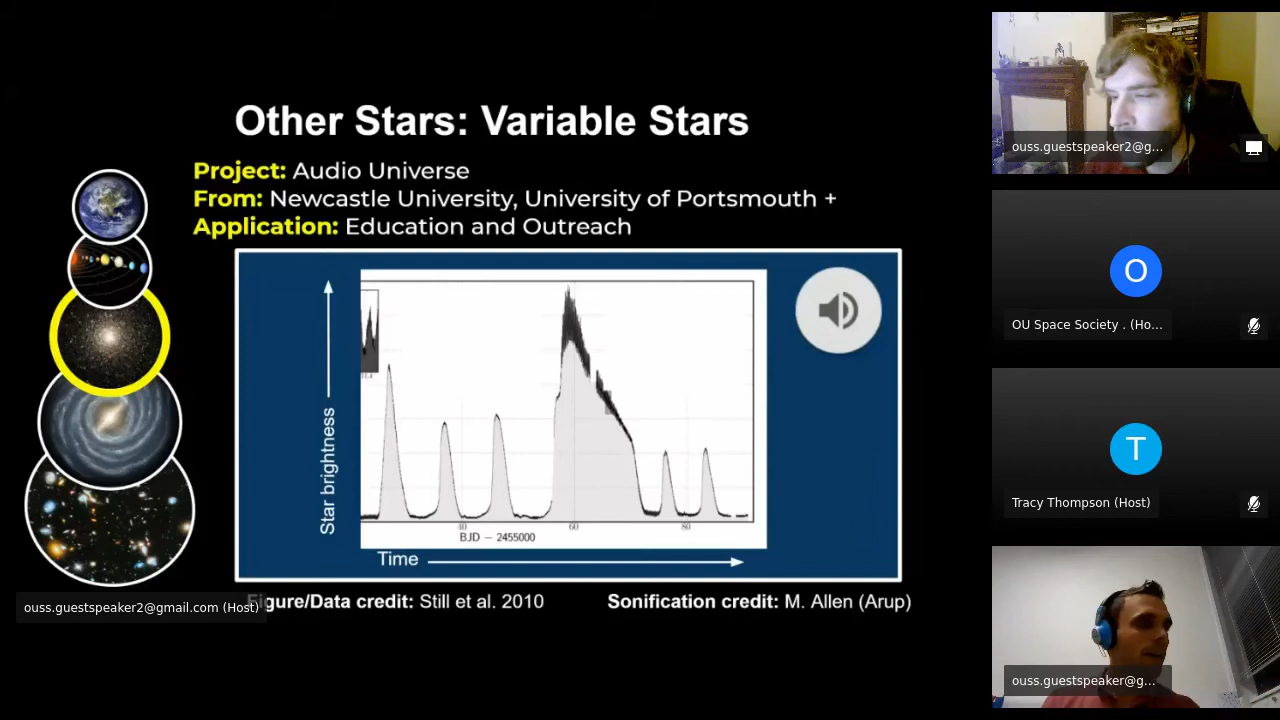 Other Stars: Variable Stars
Project: Audio Universe
From: Newcastle University, University of Portsmouth +
Application: Education and Outreach
Star brightness
40
60
80
BJD − 2455000
Time
Figure/Data credit: Still et al. 2010
Sonification credit: M. Allen (Arup)
ouss.guestspeaker2@gmail.com (Host)
ouss.guestspeaker2@g...
O
OU Space Society . (Ho...
T
Tracy Thompson (Host)
ouss.guestspeaker@g...